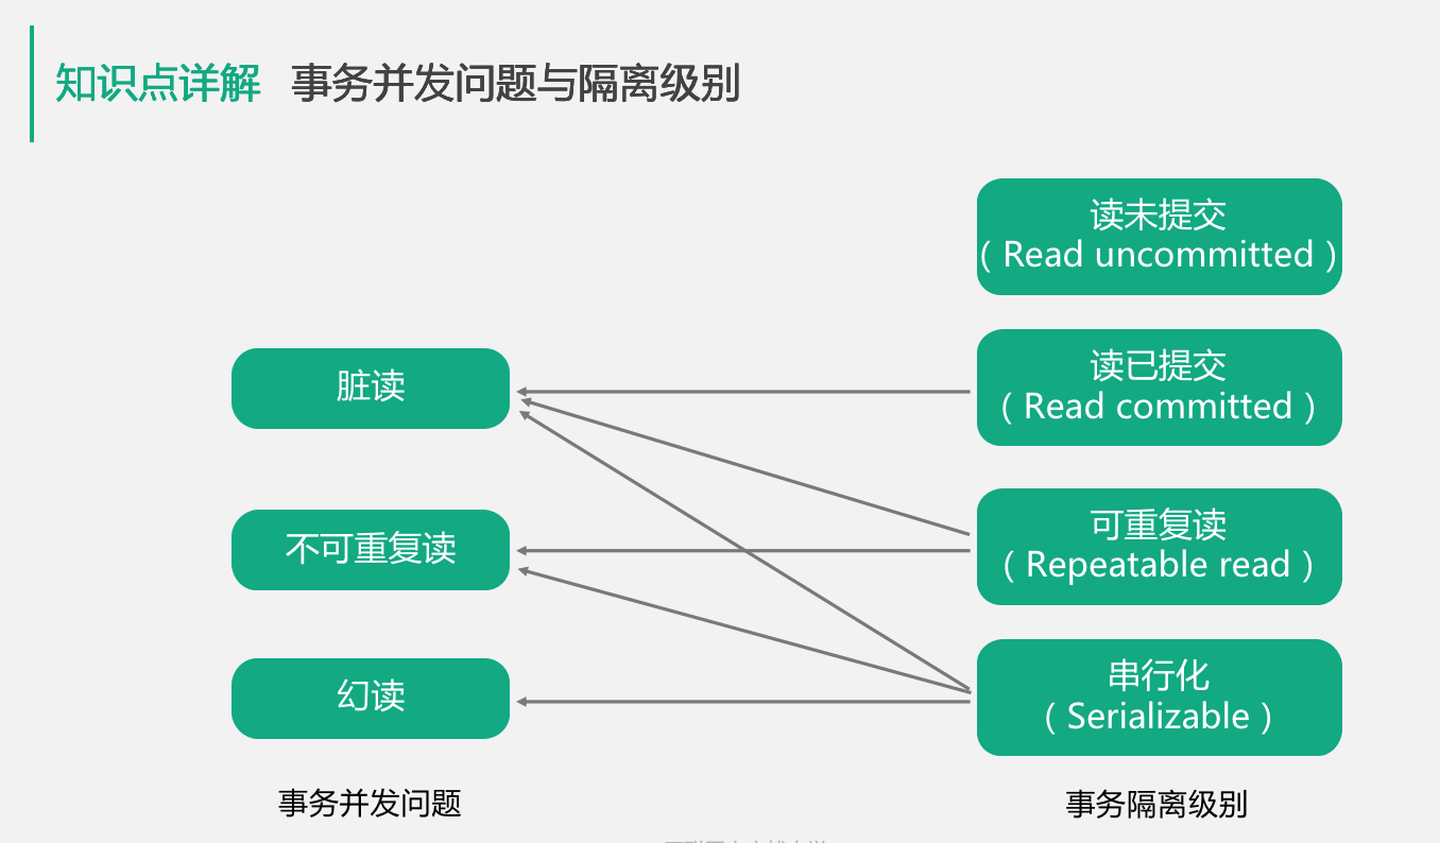 知识点详解 事务并发问题与隔离级别
读未提交
（Read uncommitted）
脏读
读已提交
（Read committed）
不可重复读
可重复读
（Repeatable read）
幻读
串行化
（Serializable）
事务并发问题
事务隔离级别